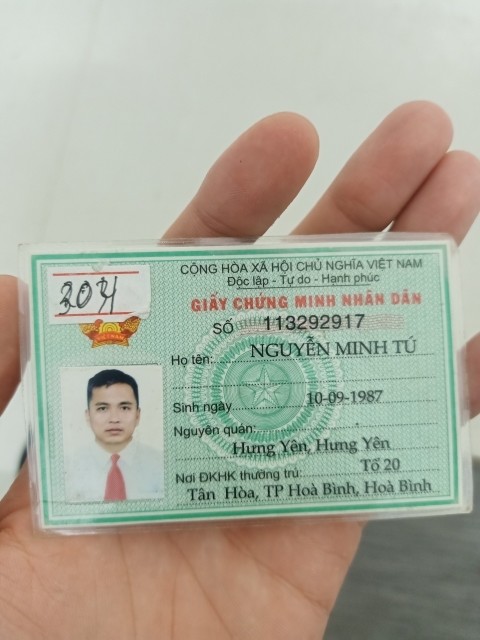 CỘNG HÒA XÃ HỘI CHỦ NGHĨA VIỆT NAM
Độc lập - Tự do - Hạnh phúc
GIẤY CHỨNG MINH NHÂN DÂN
SỐ 113292917
Họ tên: NGUYỄN MINH TÚ
Sinh ngày 10-09-1987
Nguyên quán:
Hưng Yên, Hưng Yên
Nơi ĐKHK thường trú: Tổ 20
Tân Hòa, TP Hoà Bình, Hoà Bình
VIỆT NAM